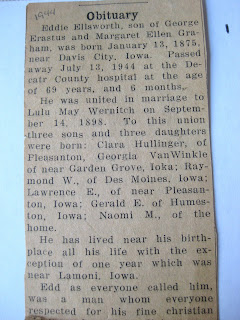 1944
Obituary
Eddie Ellsworth, son of George
Erastus and Margaret Ellen Gra-
ham, was born January 13, 1875,
near Davis City, Iowa. Passed
away July 13, 1944 at the De-
catr County hospital at the age
of 69 years, and 6 months,
He was united in marriage to
Lulu May Wernitch on Septem-
ber 14, 1898. To this union
three sons and three daughters
were born: Clara Hullinger, of
Pleasanton, Georgia VanWinkle
of near Garden Grove, Ioka; Ray-
mond W., of Des Moines, Iowa;
Lawrence E., of near Pleasan-
ton, Iowa; Gerald E. of Humes-
ton, Iowa; Naomi M., of the
home.
He has lived near his birth-
place all his life with the ex-
ception of one year which was
near Lamoni, Iowa.
Edd as everyone called him,
was a man whom everyone
respected for his fine christian